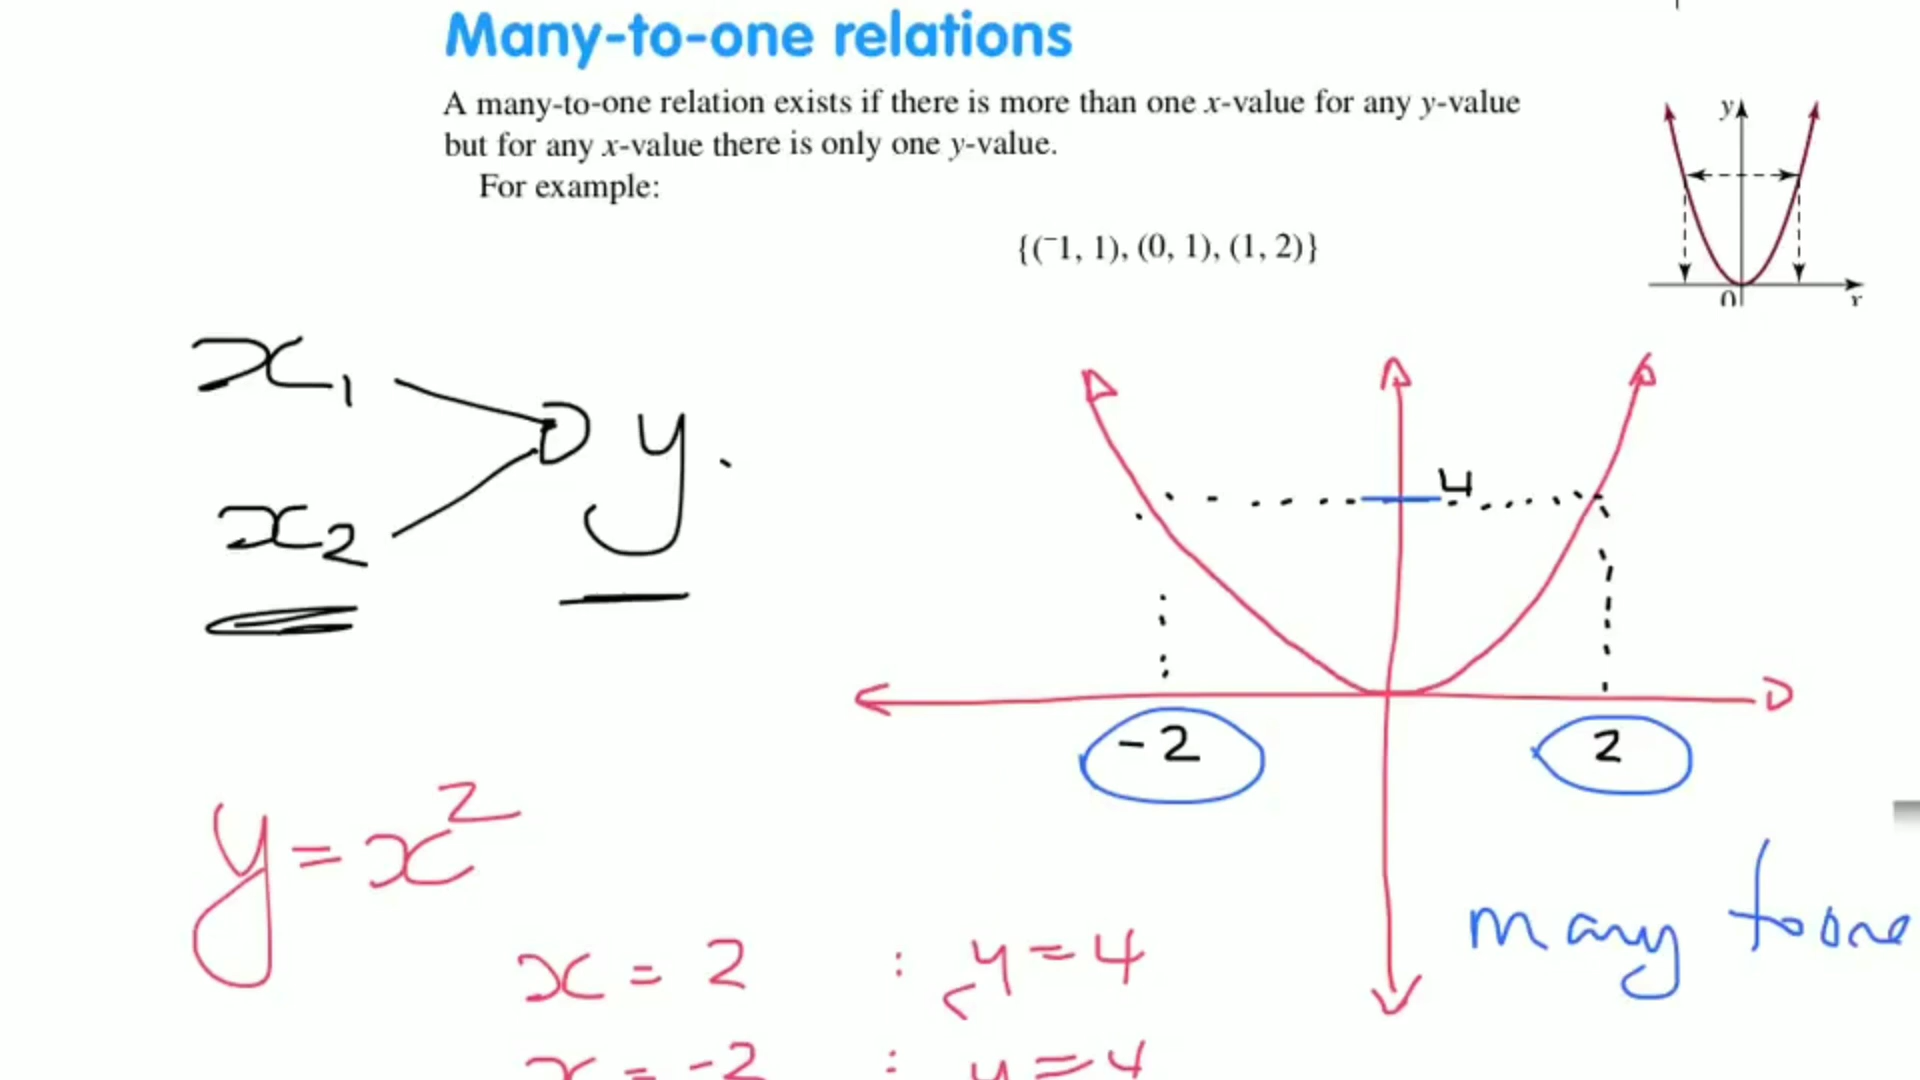 Many-to-one relations
A many-to-one relation exists if there is more than one x-value for any y-value
but for any x-value there is only one y-value.
For example:
{(⁻1, 1), (0, 1), (1, 2)}
y
0 x
x₁
y.
x₂
4
-2 2
y = x²
many to one
x = 2 : y = 4
x = -2 : y = 4